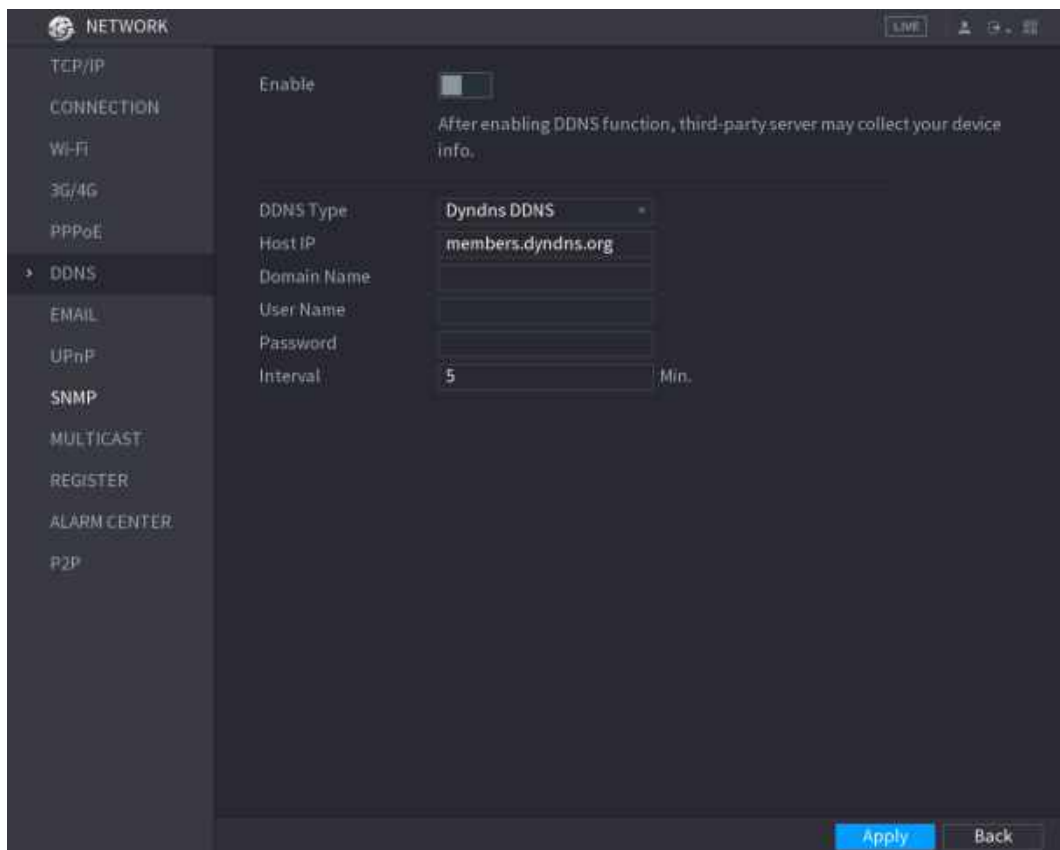 NETWORK
LIVE
TCP/IP
CONNECTION
Wi-Fi
3G/4G
PPPoE
DDNS
EMAIL
UPnP
SNMP
MULTICAST
REGISTER
ALARM CENTER
P2P
Enable
After enabling DDNS function, third-party server may collect your device
info.
DDNS Type Dyndns DDNS
Host IP members.dyndns.org
Domain Name
User Name
Password
Interval 5 Min.
Apply Back